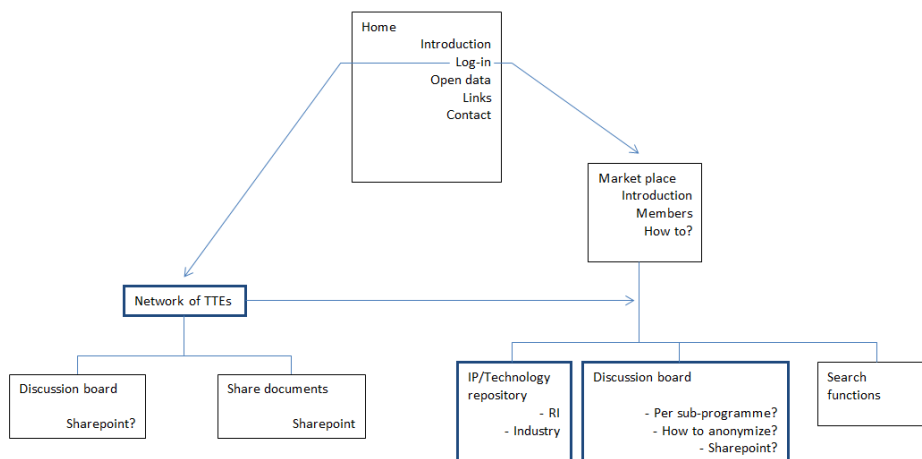 Home
Introduction
Log-in
Open data
Links
Contact
Market place
Introduction
Members
How to?
Network of TTEs
Discussion board
Sharepoint?
Share documents
Sharepoint
IP/Technology
repository
- RI
- Industry
Discussion board
- Per sub-programme?
- How to anonymize?
- Sharepoint?
Search
functions